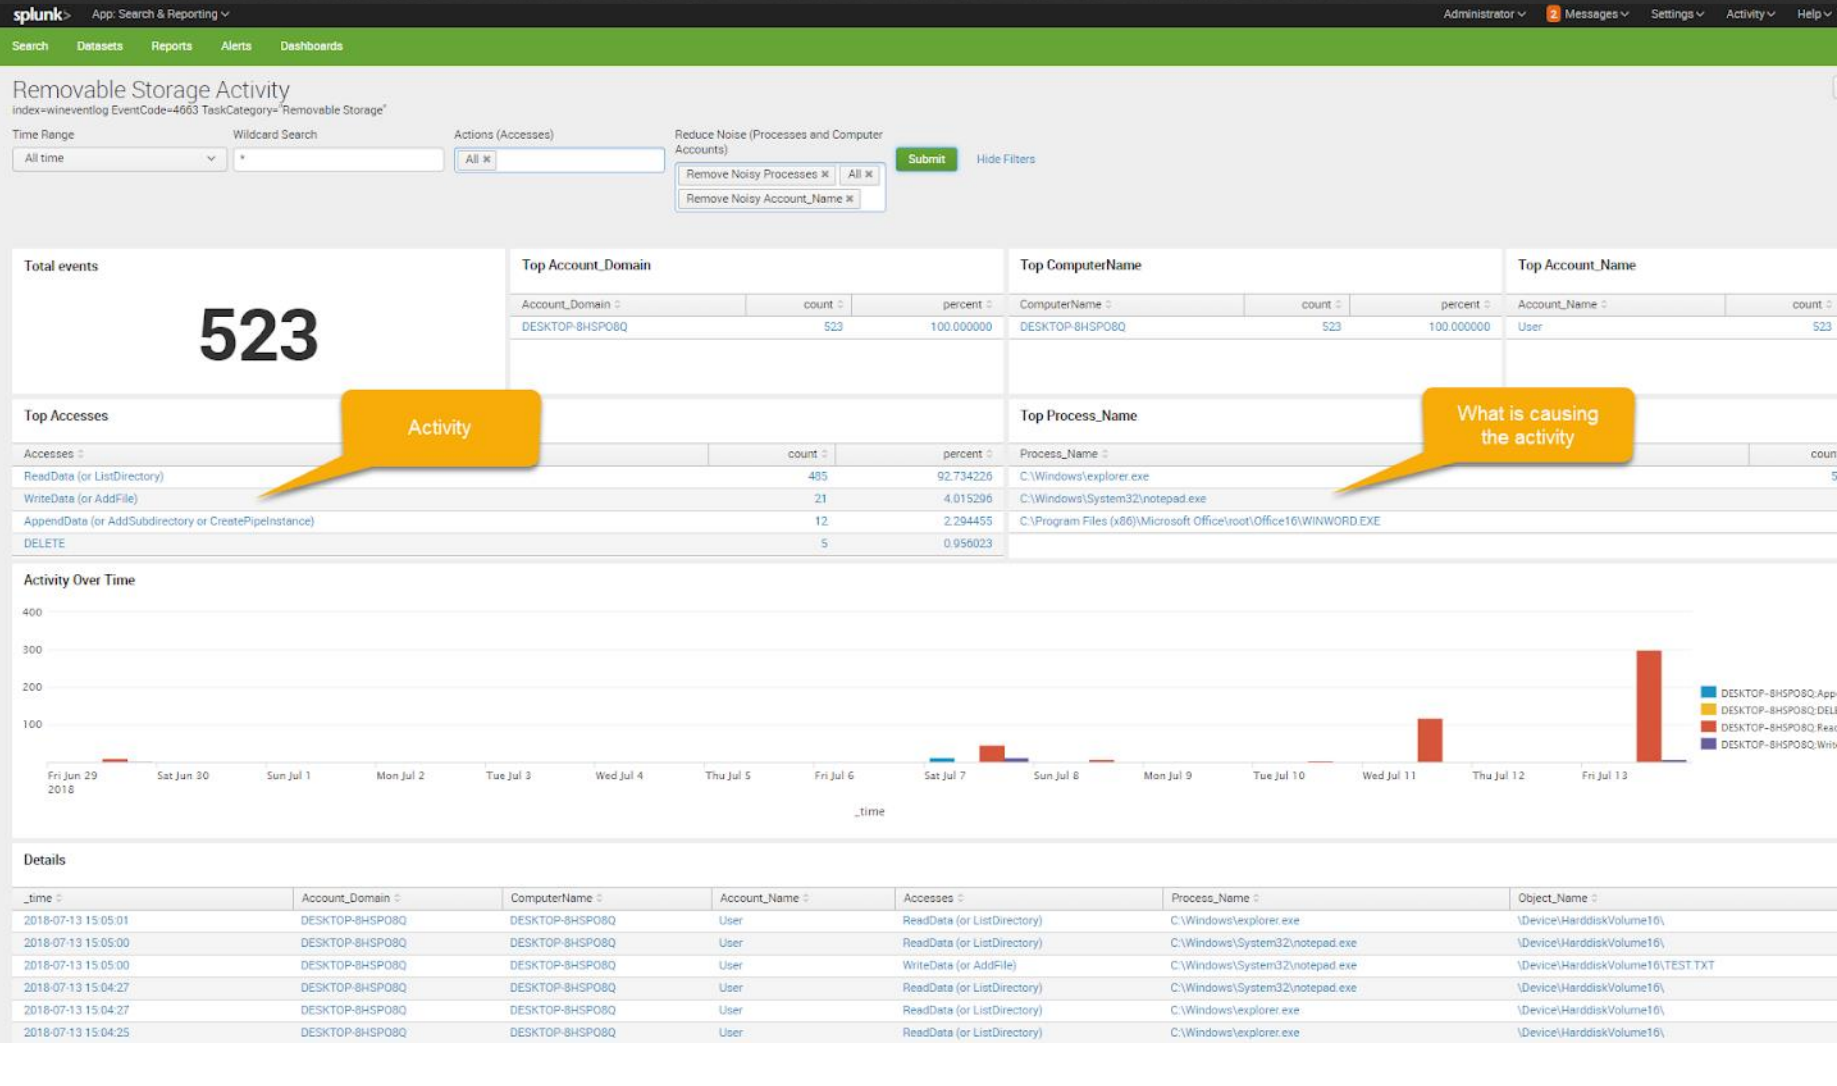 splunk> App: Search & Reporting Administrator 2 Messages Settings Activity Help
Search Datasets Reports Alerts Dashboards
Removable Storage Activity
index=wineventlog EventCode=4663 TaskCategory="Removable Storage"
Time Range Wildcard Search Actions (Accesses) Reduce Noise (Processes and Computer Accounts)
All time * All × Submit Hide Filters
Remove Noisy Processes × All ×
Remove Noisy Account_Name ×
Total events
523
Top Account_Domain
Account_Domain count percent
DESKTOP-8HSPO8Q 523 100.000000
Top ComputerName
ComputerName count percent
DESKTOP-8HSPO8Q 523 100.000000
Top Account_Name
Account_Name count
User 523
Top Accesses
Activity
Accesses count percent
ReadData (or ListDirectory) 485 92.734226
WriteData (or AddFile) 21 4.015296
AppendData (or AddSubdirectory or CreatePipeInstance) 12 2.294455
DELETE 5 0.956023
Top Process_Name
What is causing
the activity
Process_Name coun
C:\Windows\explorer.exe 5
C:\Windows\System32\notepad.exe
C:\Program Files (x86)\Microsoft Office\root\Office16\WINWORD.EXE
Activity Over Time
400
300
200
100
DESKTOP-8HSPO8Q:App
DESKTOP-8HSPO8Q:DELE
DESKTOP-8HSPO8Q:Read
DESKTOP-8HSPO8Q:Write
Fri Jun 29 Sat Jun 30 Sun Jul 1 Mon Jul 2 Tue Jul 3 Wed Jul 4 Thu Jul 5 Fri Jul 6 Sat Jul 7 Sun Jul 8 Mon Jul 9 Tue Jul 10 Wed Jul 11 Thu Jul 12 Fri Jul 13
2018
_time
Details
_time Account_Domain ComputerName Account_Name Accesses Process_Name Object_Name
2018-07-13 15:05:01 DESKTOP-8HSPO8Q DESKTOP-8HSPO8Q User ReadData (or ListDirectory) C:\Windows\explorer.exe \Device\HarddiskVolume16\
2018-07-13 15:05:00 DESKTOP-8HSPO8Q DESKTOP-8HSPO8Q User ReadData (or ListDirectory) C:\Windows\System32\notepad.exe \Device\HarddiskVolume16\
2018-07-13 15:05:00 DESKTOP-8HSPO8Q DESKTOP-8HSPO8Q User WriteData (or AddFile) C:\Windows\System32\notepad.exe \Device\HarddiskVolume16\TEST.TXT
2018-07-13 15:04:27 DESKTOP-8HSPO8Q DESKTOP-8HSPO8Q User ReadData (or ListDirectory) C:\Windows\System32\notepad.exe \Device\HarddiskVolume16\
2018-07-13 15:04:27 DESKTOP-8HSPO8Q DESKTOP-8HSPO8Q User ReadData (or ListDirectory) C:\Windows\explorer.exe \Device\HarddiskVolume16\
2018-07-13 15:04:25 DESKTOP-8HSPO8Q DESKTOP-8HSPO8Q User ReadData (or ListDirectory) C:\Windows\explorer.exe \Device\HarddiskVolume16\